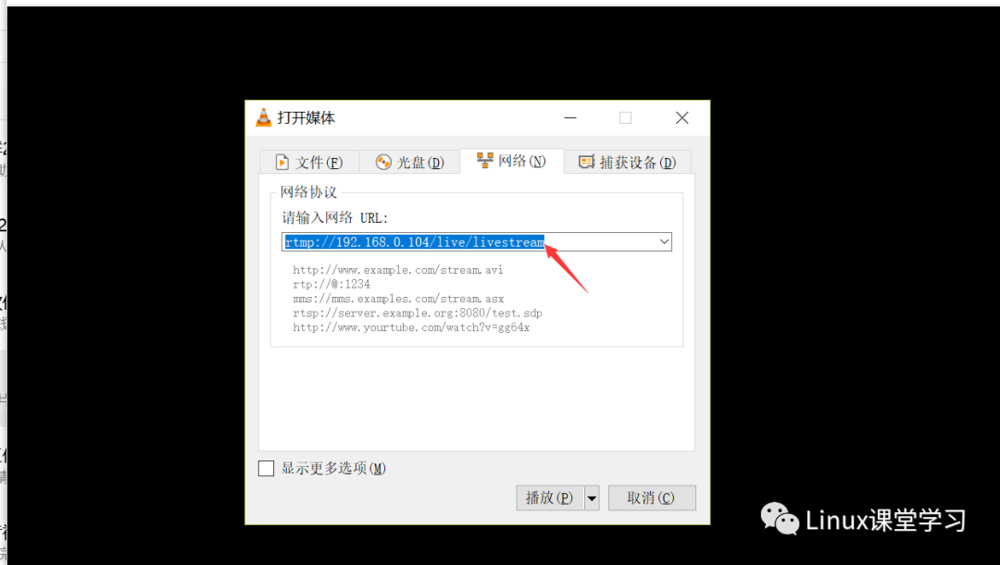 打开媒体
文件(F) 光盘(D) 网络(N) 捕获设备(D)
网络协议
请输入网络 URL:
rtmp://192.168.0.104/live/livestream
http://www.example.com/stream.avi
rtp://@:1234
mms://mms.examples.com/stream.asx
rtsp://server.example.org:8080/test.sdp
http://www.yourtube.com/watch?v=gg64x
显示更多选项(M)
播放(P) 取消(C)
Linux课堂学习